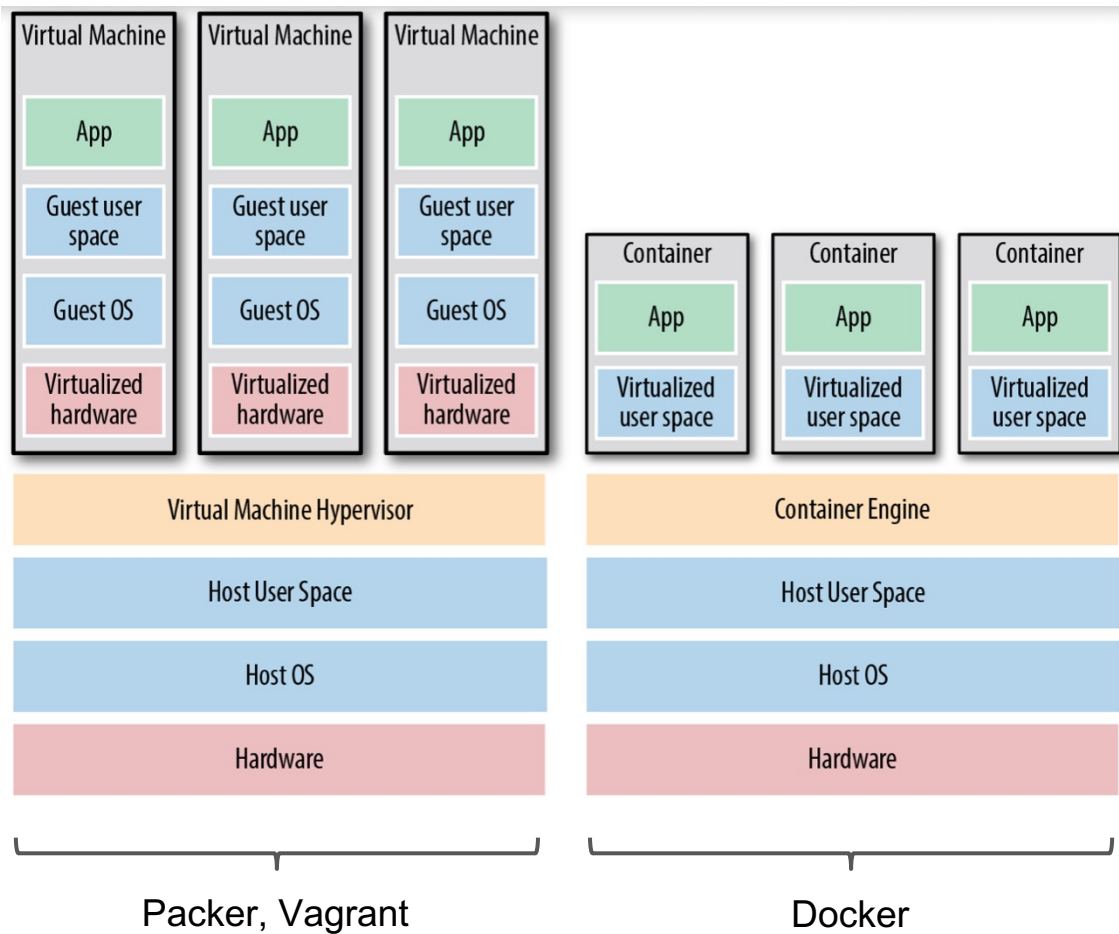 Virtual Machine
App
Guest user
space
Guest OS
Virtualized
hardware
Virtual Machine
App
Guest user
space
Guest OS
Virtualized
hardware
Virtual Machine
App
Guest user
space
Guest OS
Virtualized
hardware
Virtual Machine Hypervisor
Host User Space
Host OS
Hardware
Packer, Vagrant
Container
App
Virtualized
user space
Container
App
Virtualized
user space
Container
App
Virtualized
user space
Container Engine
Host User Space
Host OS
Hardware
Docker